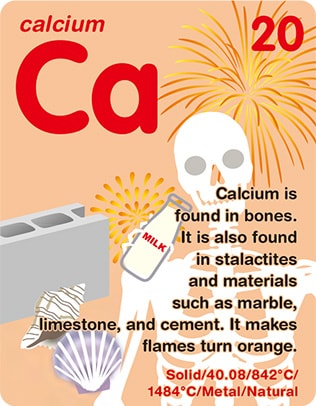 calcium
20
Ca
MILK
Calcium is
found in bones.
It is also found
in stalactites
and materials
such as marble,
limestone, and cement. It makes
flames turn orange.
Solid/40.08/842°C/
1484°C/Metal/Natural